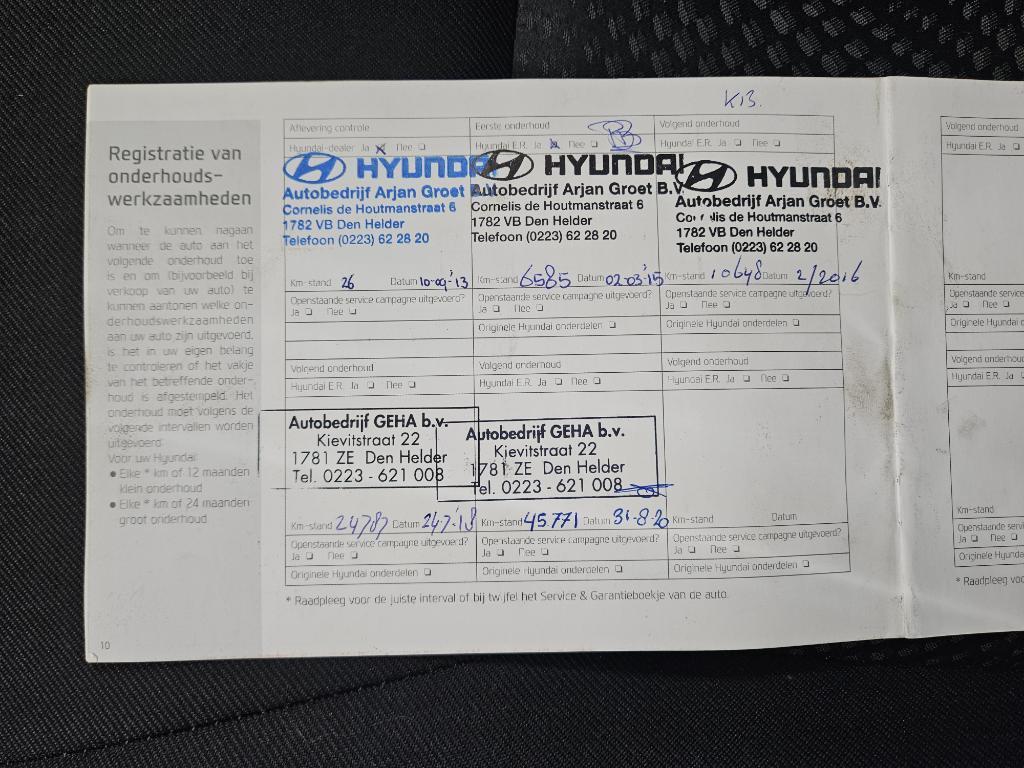 K13.
Registratie van
onderhouds-
werkzaamheden
Om te kunnen nagaan
wanneer de auto aan het
volgende onderhoud toe
is en om (bijvoorbeeld bij
verkoop van uw auto) te
kunnen aantonen welke on-
derhoudswerkzaamheden
aan uw auto zijn uitgevoerd,
is het in uw eigen belang
te controleren of het vakje
van het betreffende onder-
houd is afgestempeld. Het
onderhoud moet volgens de
volgende intervallen worden
uitgevoerd:
Voor uw Hyundai:
● Elke * km of 12 maanden
klein onderhoud
● Elke * km of 24 maanden
groot onderhoud
10
Aflevering controle
Hyundai-dealer Ja ☒ Nee ❏
HYUNDAI
Autobedrijf Arjan Groet
Cornelis de Houtmanstraat 6
1782 VB Den Helder
Telefoon (0223) 62 28 20
Km-stand 26 Datum 10-09-'13
Openstaande service campagne uitgevoerd?
Ja ❏ Nee ❏
Eerste onderhoud
Hyundai E.R. Ja ☒ Nee ❏
HYUNDAI
Autobedrijf Arjan Groet B.V.
Cornelis de Houtmanstraat 6
1782 VB Den Helder
Telefoon (0223) 62 28 20
Km-stand 6585 Datum 02-03-'15
Openstaande service campagne uitgevoerd?
Ja ❏ Nee ❏
Originele Hyundai onderdelen ❏
Volgend onderhoud
Hyundai E.R. Ja ❏ Nee ❏
HYUNDAI
Autobedrijf Arjan Groet B.V.
de Houtmanstraat 6
1782 VB Den Helder
Telefoon (0223) 62 28 20
Km-stand 10648 Datum 2/2016
Openstaande service campagne uitgevoerd?
Ja ❏ Nee ❏
Originele Hyundai onderdelen ❏
Volgend onderhoud
Hyundai E.R. Ja ❏ Nee ❏
Autobedrijf GEHA b.v.
Kievitstraat 22
1781 ZE Den Helder
Tel. 0223 - 621 008
Km-stand 24787 Datum 24-7-'18
Openstaande service campagne uitgevoerd?
Ja ❏ Nee ❏
Originele Hyundai onderdelen ❏
Volgend onderhoud
Hyundai E.R. Ja ❏ Nee ❏
Autobedrijf GEHA b.v.
Kievitstraat 22
1781 ZE Den Helder
Tel. 0223 - 621 008
Km-stand 45.771 Datum 31-8-20
Openstaande service campagne uitgevoerd?
Ja ❏ Nee ❏
Originele Hyundai onderdelen ❏
Volgend onderhoud
Hyundai E.R. Ja ❏ Nee ❏
Km-stand Datum
Openstaande service campagne uitgevoerd?
Ja ❏ Nee ❏
Originele Hyundai onderdelen ❏
* Raadpleeg voor de juiste interval of bij twijfel het Service & Garantieboekje van de auto.
Volgend onderhoud
Hyundai E.R. Ja ❏ N
Km-stand
Openstaande service
Ja ❏ Nee ❏
Originele Hyundai on
Volgend onderhoud
Hyundai E.R. Ja ❏
Km-stand
Openstaande service
Ja ❏ Nee ❏
Originele Hyundai
* Raadpleeg voor